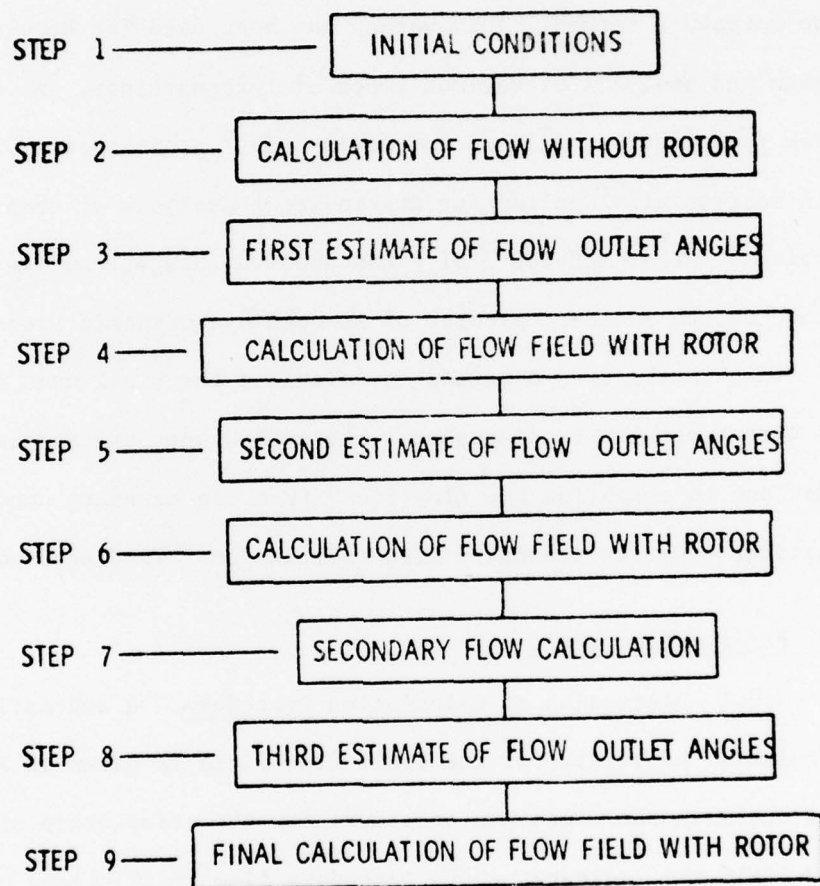 STEP 1 INITIAL CONDITIONS
STEP 2 CALCULATION OF FLOW WITHOUT ROTOR
STEP 3 FIRST ESTIMATE OF FLOW OUTLET ANGLES
STEP 4 CALCULATION OF FLOW FIELD WITH ROTOR
STEP 5 SECOND ESTIMATE OF FLOW OUTLET ANGLES
STEP 6 CALCULATION OF FLOW FIELD WITH ROTOR
STEP 7 SECONDARY FLOW CALCULATION
STEP 8 THIRD ESTIMATE OF FLOW OUTLET ANGLES
STEP 9 FINAL CALCULATION OF FLOW FIELD WITH ROTOR